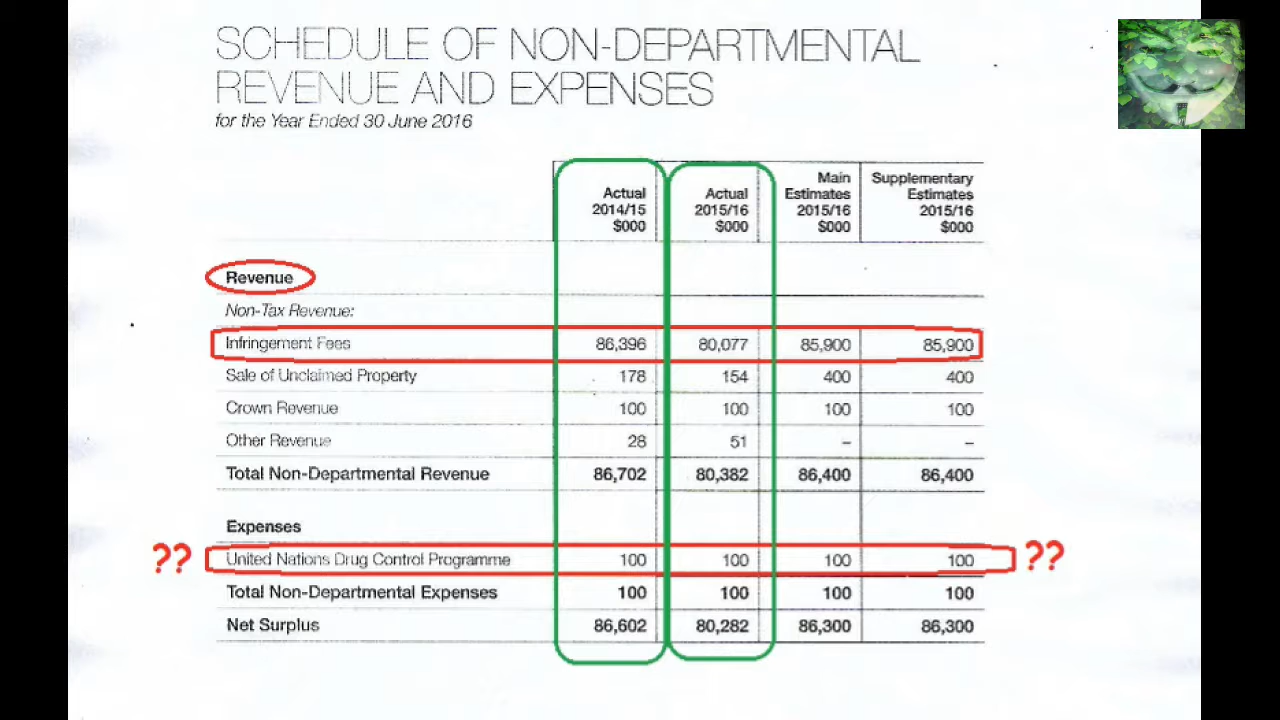 SCHEDULE OF NON-DEPARTMENTAL
REVENUE AND EXPENSES
for the Year Ended 30 June 2016
Actual 2014/15 $000 Actual 2015/16 $000 Main Estimates 2015/16 $000 Supplementary Estimates 2015/16 $000
Revenue
Non-Tax Revenue:
Infringement Fees 86,396 80,077 85,900 85,900
Sale of Unclaimed Property 178 154 400 400
Crown Revenue 100 100 100 100
Other Revenue 28 51 – –
Total Non-Departmental Revenue 86,702 80,382 86,400 86,400
Expenses
?? United Nations Drug Control Programme 100 100 100 100 ??
Total Non-Departmental Expenses 100 100 100 100
Net Surplus 86,602 80,282 86,300 86,300